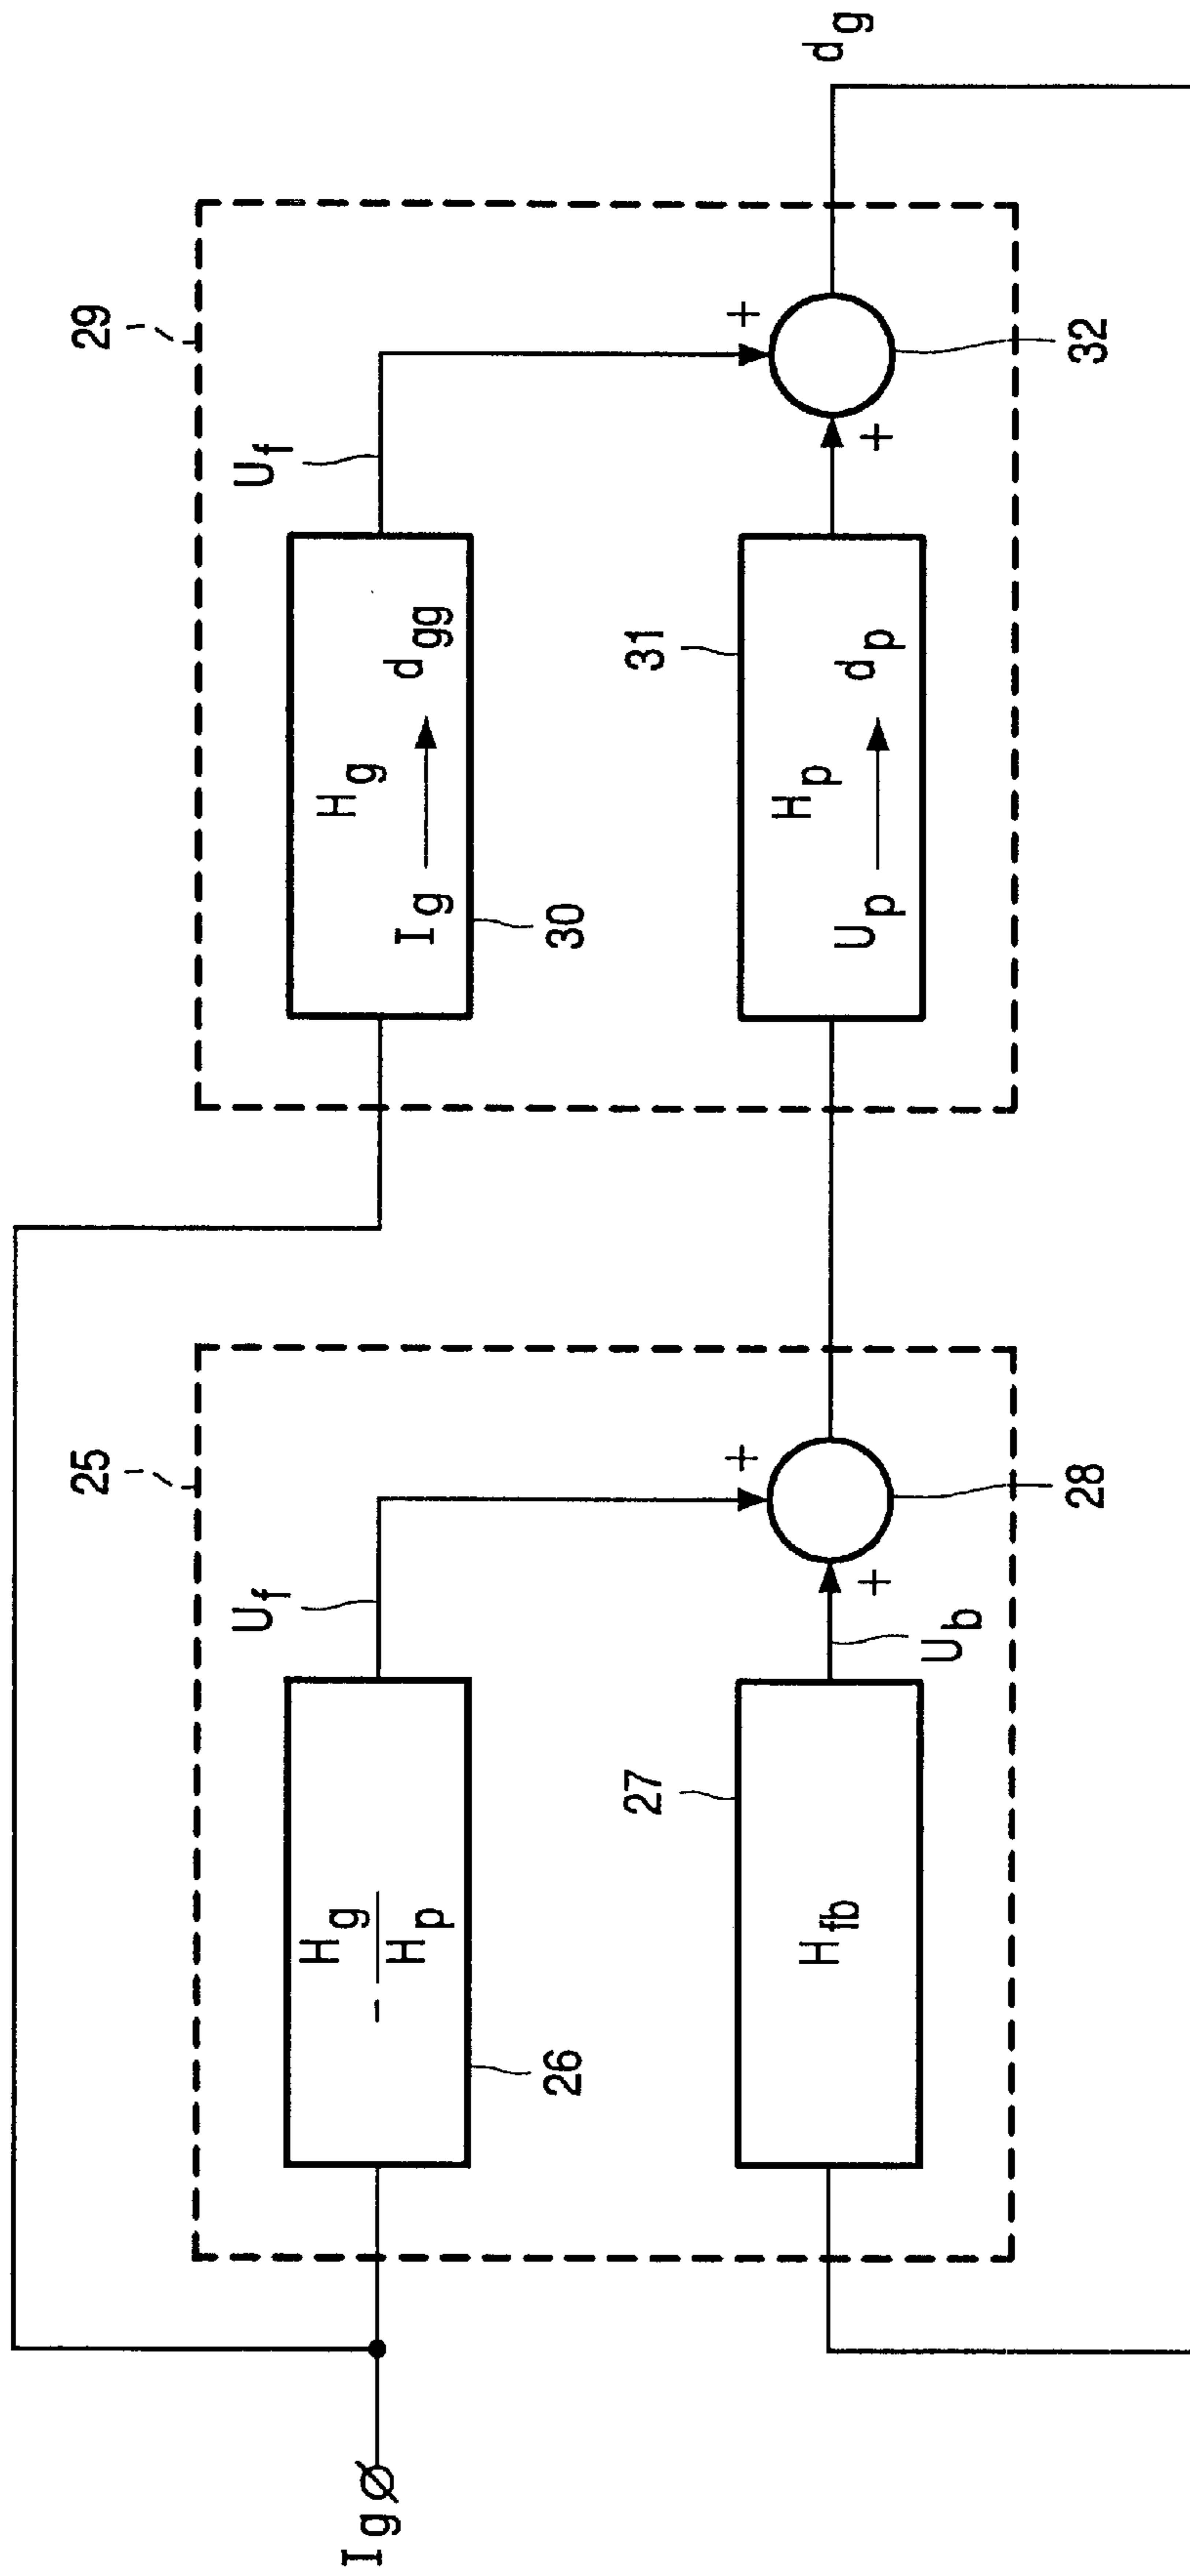 25
29
U_f
U_f
- H_g / H_p
26
H_g
I_g → d_gg
30
+
+
27
31
H_fb
U_b
+
28
H_p
U_p → d_p
+
32
I_g
d_g